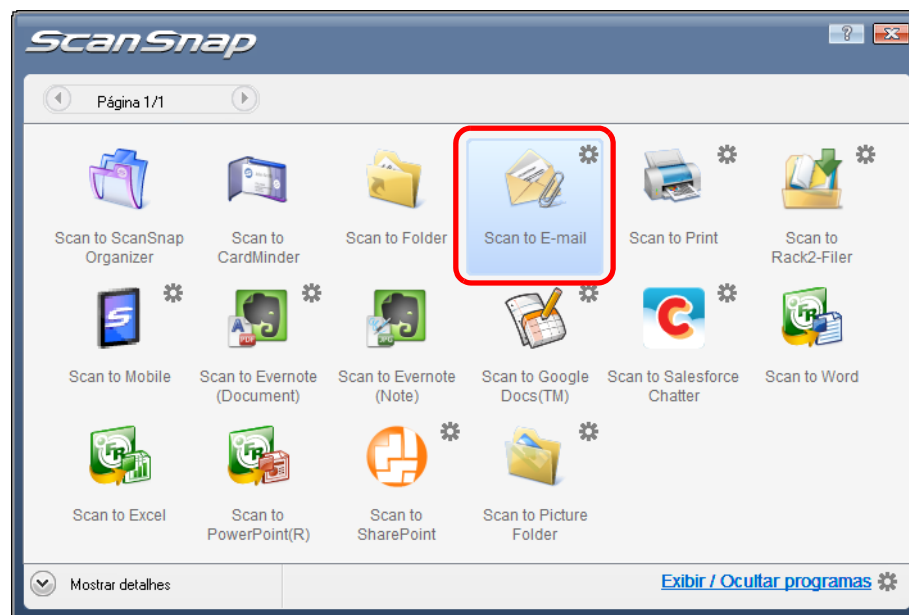 ScanSnap
Página 1/1
Scan to ScanSnap
Organizer
Scan to
CardMinder
Scan to Folder
Scan to E-mail
Scan to Print
Scan to
Rack2-Filer
Scan to Mobile
Scan to Evernote
(Document)
Scan to Evernote
(Note)
Scan to Google
Docs(TM)
Scan to Salesforce
Chatter
Scan to Word
Scan to Excel
Scan to
PowerPoint(R)
Scan to
SharePoint
Scan to Picture
Folder
Mostrar detalhes
Exibir / Ocultar programas